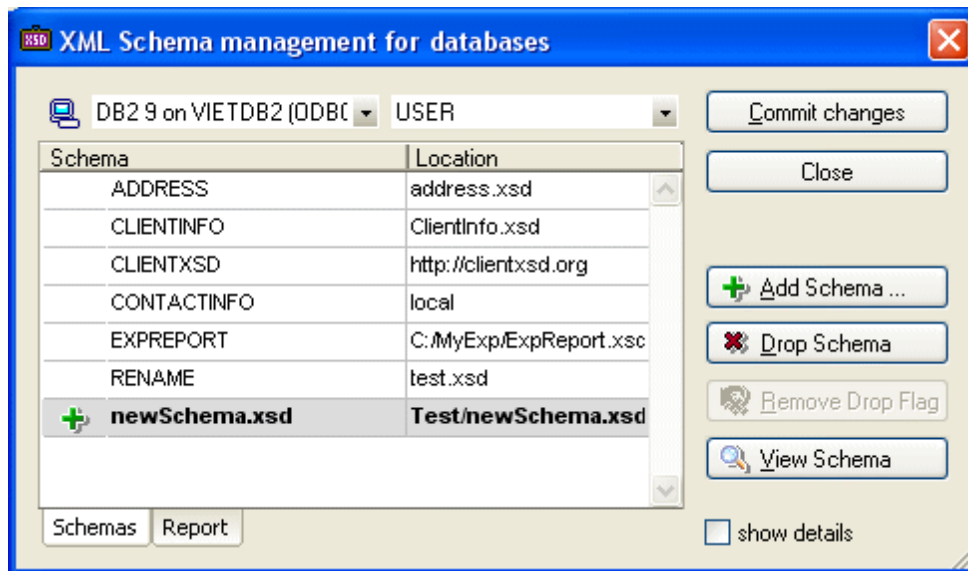 XSD XML Schema management for databases
DB2 9 on VIETDB2 (ODBC USER
Commit changes
Close
Schema Location
ADDRESS address.xsd
CLIENTINFO ClientInfo.xsd
CLIENTXSD http://clientxsd.org
CONTACTINFO local
EXPREPORT C:/MyExp/ExpReport.xsc
RENAME test.xsd
newSchema.xsd Test/newSchema.xsd
Add Schema ...
Drop Schema
Remove Drop Flag
View Schema
Schemas Report
show details